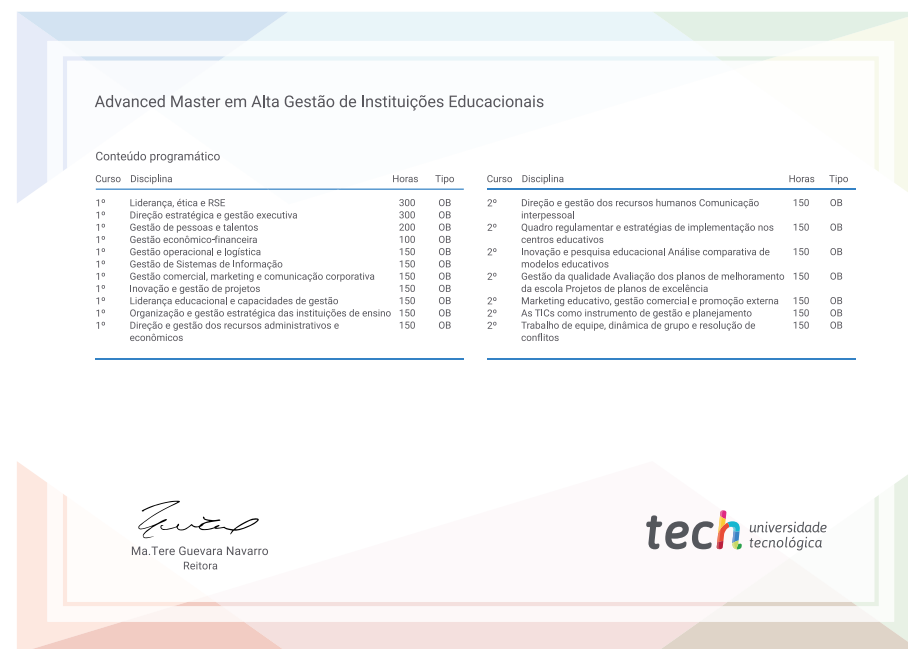 Advanced Master em Alta Gestão de Instituições Educacionais
Conteúdo programático
Curso Disciplina Horas Tipo
1º Liderança, ética e RSE 300 OB
1º Direção estratégica e gestão executiva 300 OB
1º Gestão de pessoas e talentos 200 OB
1º Gestão econômico-financeira 100 OB
1º Gestão operacional e logística 150 OB
1º Gestão de Sistemas de Informação 150 OB
1º Gestão comercial, marketing e comunicação corporativa 150 OB
1º Inovação e gestão de projetos 150 OB
1º Liderança educacional e capacidades de gestão 150 OB
1º Organização e gestão estratégica das instituições de ensino 150 OB
1º Direção e gestão dos recursos administrativos e 150 OB
econômicos
Curso Disciplina Horas Tipo
2º Direção e gestão dos recursos humanos Comunicação 150 OB
interpessoal
2º Quadro regulamentar e estratégias de implementação nos 150 OB
centros educativos
2º Inovação e pesquisa educacional Análise comparativa de 150 OB
modelos educativos
2º Gestão da qualidade Avaliação dos planos de melhoramento 150 OB
da escola Projetos de planos de excelência
2º Marketing educativo, gestão comercial e promoção externa 150 OB
2º As TICs como instrumento de gestão e planejamento 150 OB
2º Trabalho de equipe, dinâmica de grupo e resolução de 150 OB
conflitos
Ma.Tere Guevara Navarro
Reitora
tech universidade
tecnológica